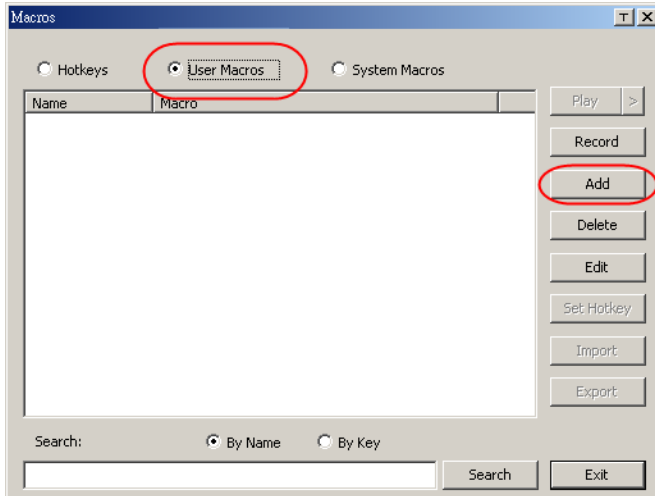 Macros
T X
Hotkeys User Macros System Macros
Name Macro
Play >
Record
Add
Delete
Edit
Set Hotkey
Import
Export
Search: By Name By Key
Search Exit